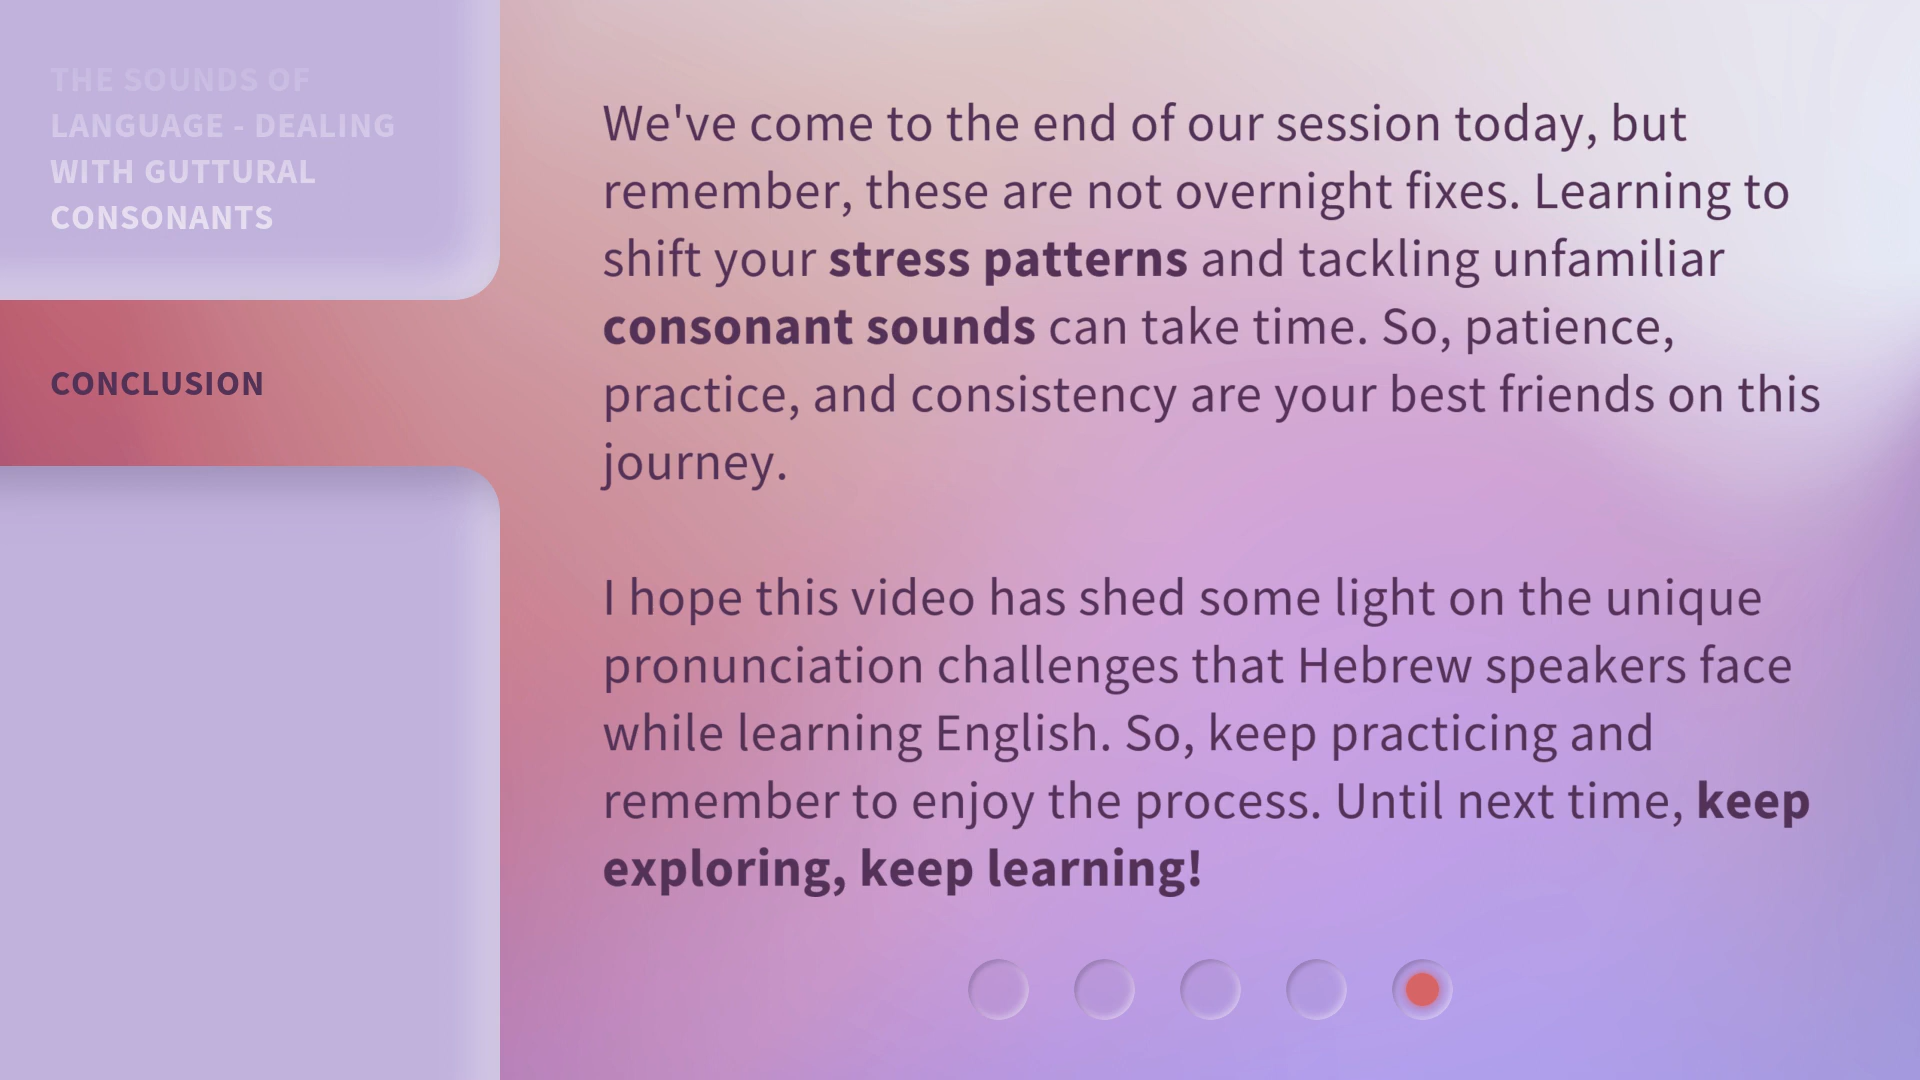 THE SOUNDS OF
LANGUAGE - DEALING
WITH GUTTURAL
CONSONANTS
CONCLUSION
We've come to the end of our session today, but
remember, these are not overnight fixes. Learning to
shift your stress patterns and tackling unfamiliar
consonant sounds can take time. So, patience,
practice, and consistency are your best friends on this
journey.
I hope this video has shed some light on the unique
pronunciation challenges that Hebrew speakers face
while learning English. So, keep practicing and
remember to enjoy the process. Until next time, keep
exploring, keep learning!